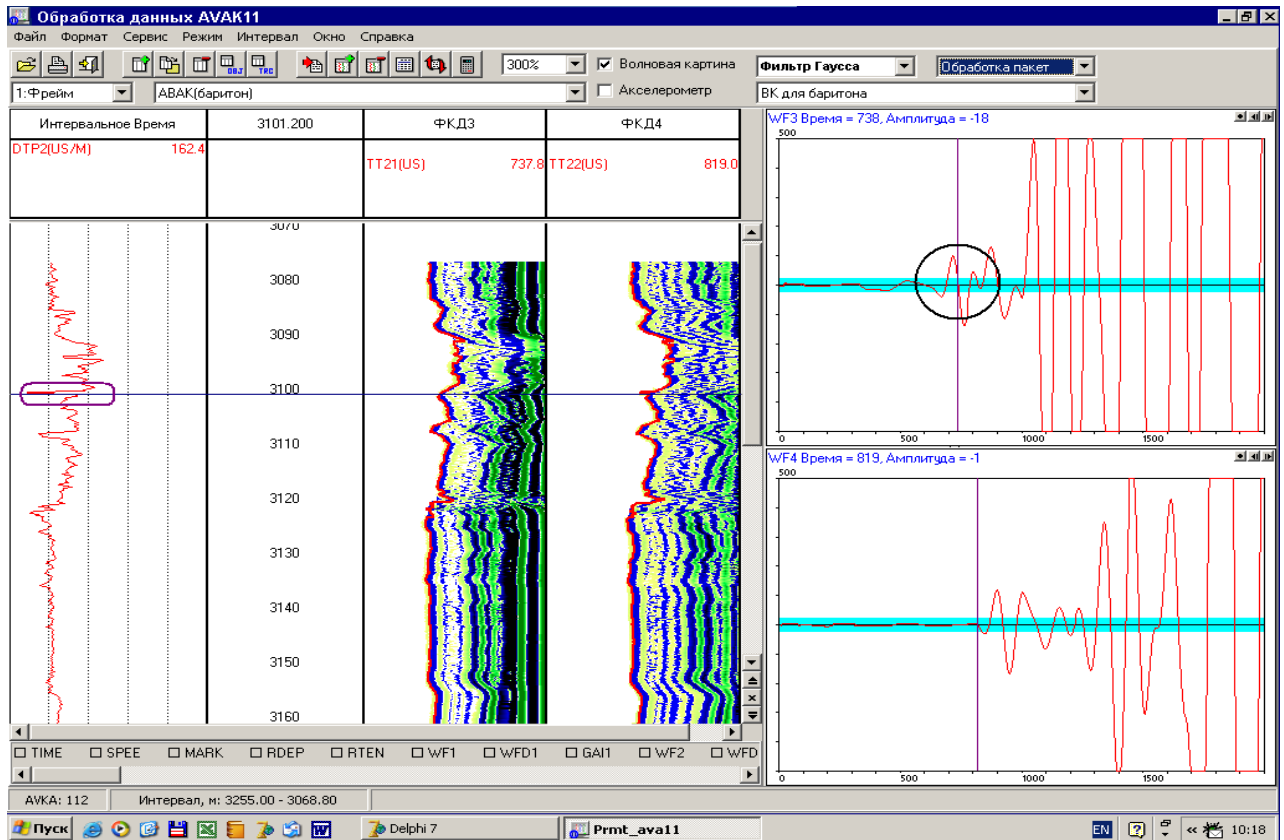 Обработка данных AVAK11
Файл Формат Сервис Режим Интервал Окно Справка
OBJ TRC 300% Волновая картина Фильтр Гаусса Обработка пакет
1:Фрейм АВАК(баритон) Акселерометр ВК для баритона
Интервальное Время 3101.200 ФКД3 ФКД4
DTP2(US/M) 162.4
TT21(US) 737.8 TT22(US) 819.0
3070
3080
3090
3100
3110
3120
3130
3140
3150
3160
WF3 Время = 738, Амплитуда = -18
500
0 500 1000 1500
WF4 Время = 819, Амплитуда = -1
500
0 500 1000 1500
TIME SPEE MARK RDEP RTEN WF1 WFD1 GAI1 WF2 WFD
AVKA: 112 Интервал, м: 3255.00 - 3068.80
Пуск Delphi 7 Prmt_ava11 EN 10:18